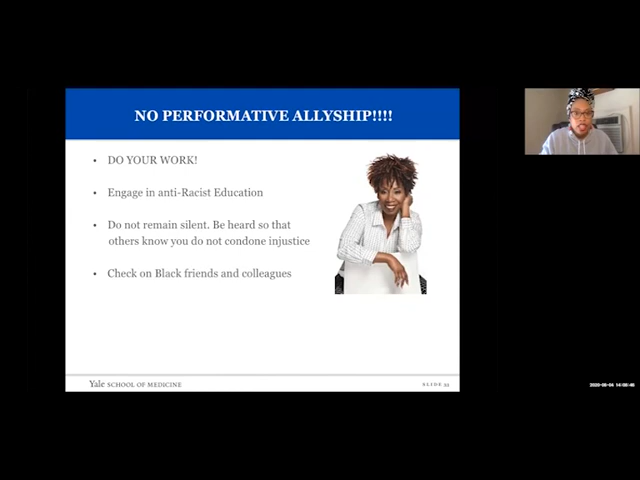 NO PERFORMATIVE ALLYSHIP!!!!
• DO YOUR WORK!
• Engage in anti-Racist Education
• Do not remain silent. Be heard so that
others know you do not condone injustice
• Check on Black friends and colleagues
Yale SCHOOL OF MEDICINE
SLIDE